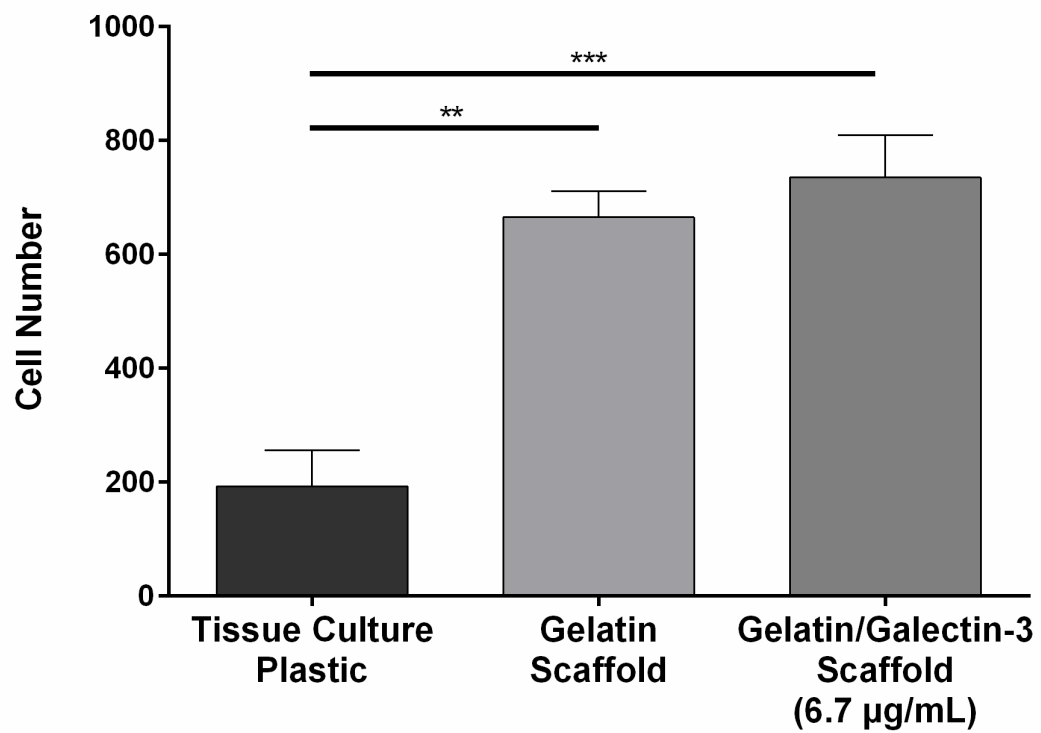 1000
***
**
800
600
400
200
0
Cell Number
Tissue Culture
Plastic
Gelatin
Scaffold
Gelatin/Galectin-3
Scaffold
(6.7 µg/mL)